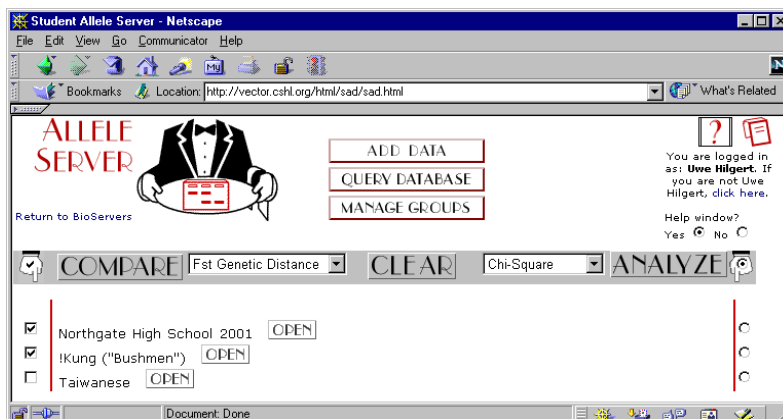 Student Allele Server - Netscape
File Edit View Go Communicator Help
My
Bookmarks Location: http://vector.cshl.org/html/sad/sad.html What's Related
ALLELE
SERVER
Return to BioServers
ADD DATA
QUERY DATABASE
MANAGE GROUPS
?
You are logged in
as: Uwe Hilgert. If
you are not Uwe
Hilgert, click here.
Help window?
Yes No
COMPARE Fst Genetic Distance CLEAR Chi-Square ANALYZE
Northgate High School 2001 OPEN
!Kung ("Bushmen") OPEN
Taiwanese OPEN
Document: Done